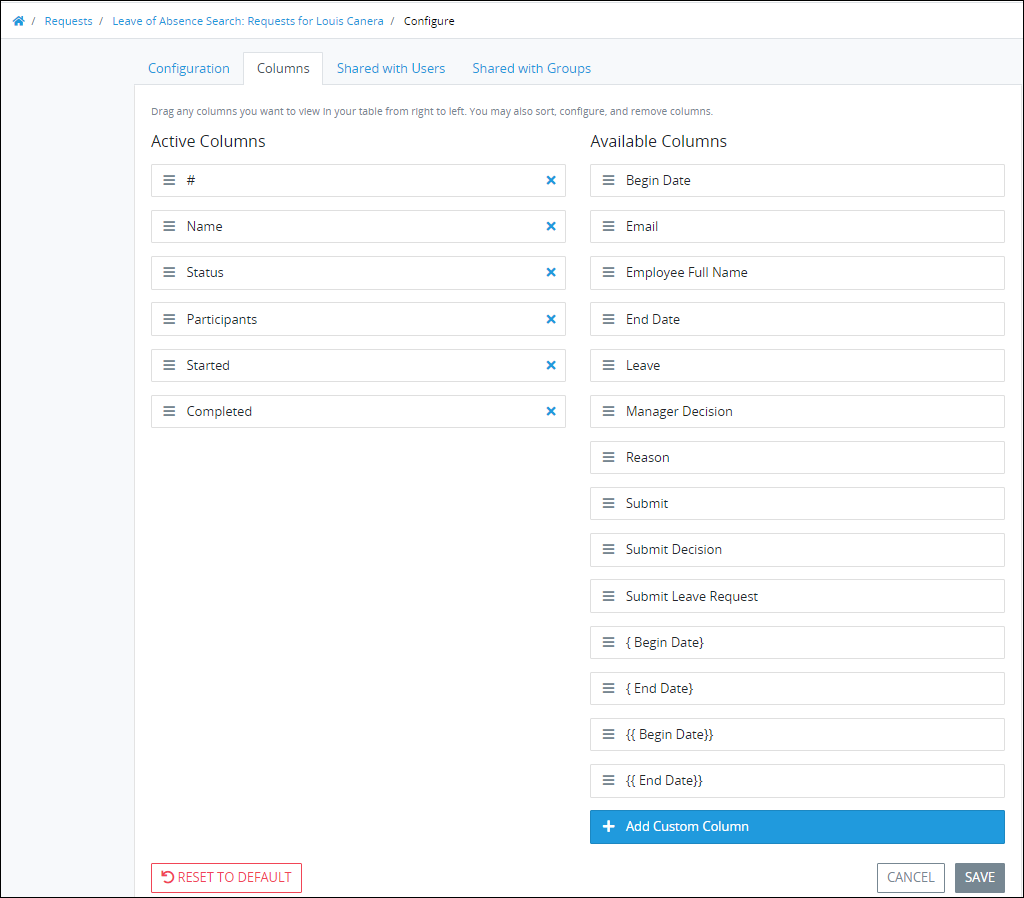 / Requests / Leave of Absence Search: Requests for Louis Canera / Configure
Configuration Columns Shared with Users Shared with Groups
Drag any columns you want to view in your table from right to left. You may also sort, configure, and remove columns.
Active Columns
#
Name
Status
Participants
Started
Completed
Available Columns
Begin Date
Email
Employee Full Name
End Date
Leave
Manager Decision
Reason
Submit
Submit Decision
Submit Leave Request
{ Begin Date}
{ End Date}
{{ Begin Date}}
{{ End Date}}
Add Custom Column
RESET TO DEFAULT CANCEL SAVE